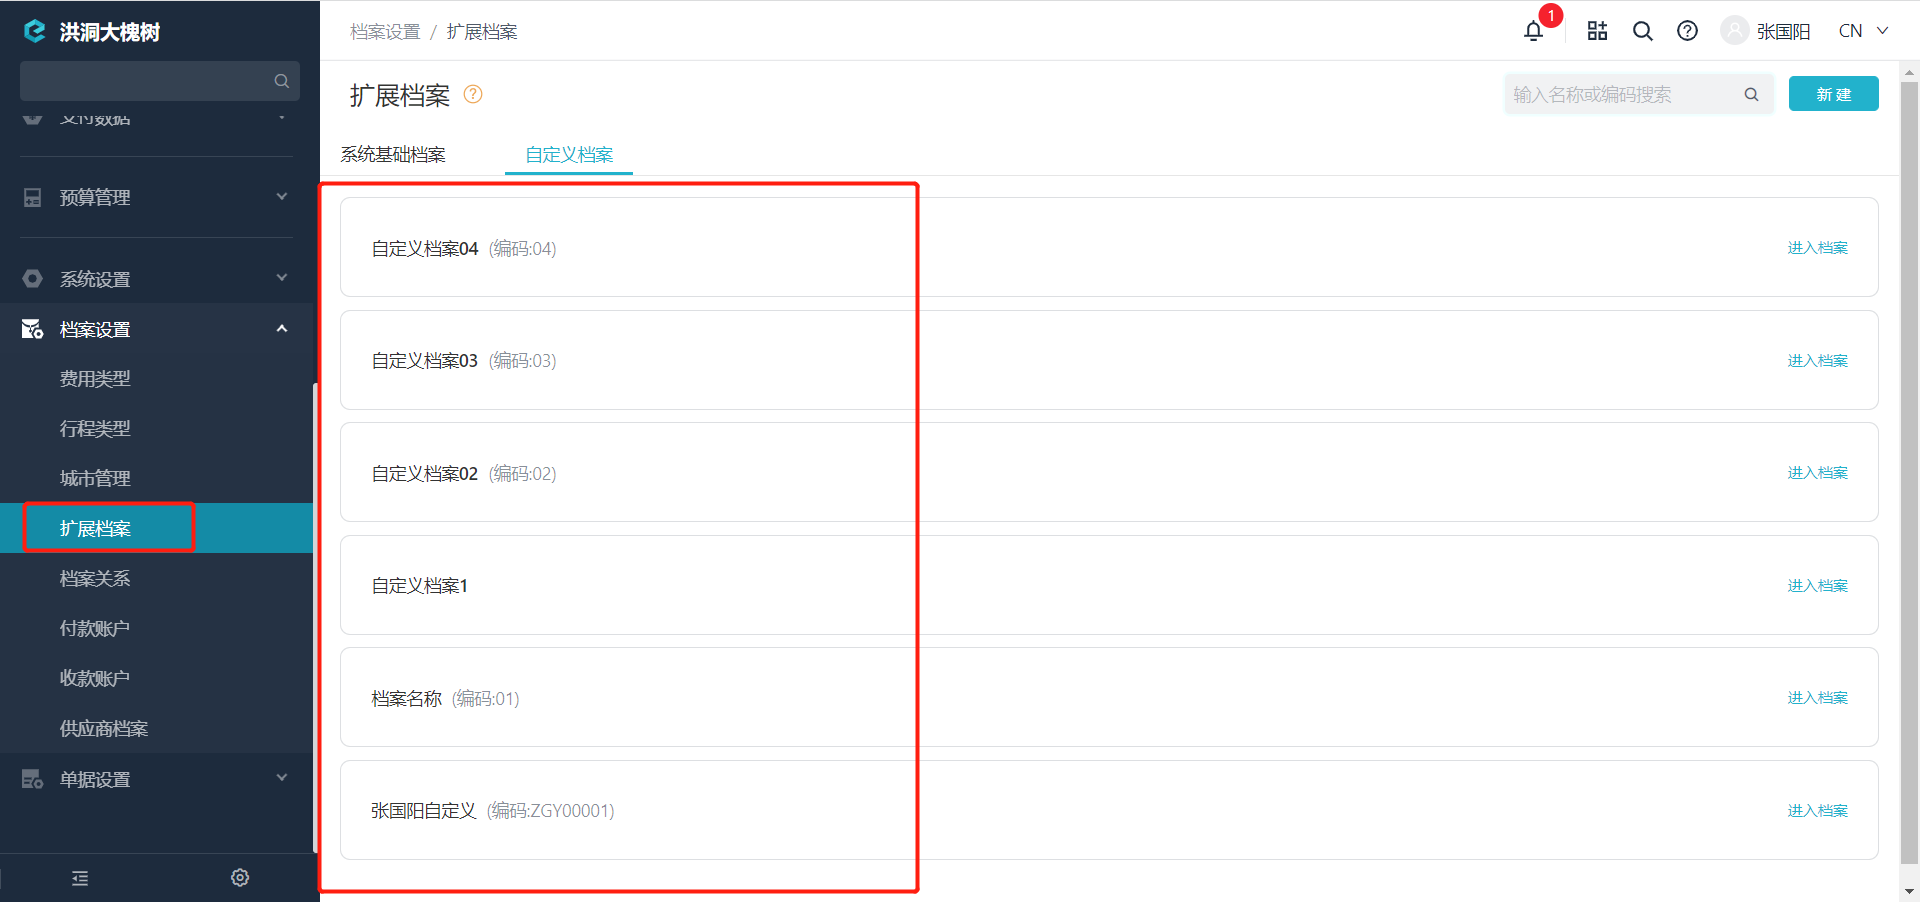 洪洞大槐树
支付数据
预算管理
系统设置
档案设置
费用类型
行程类型
城市管理
扩展档案
档案关系
付款账户
收款账户
供应商档案
单据设置
档案设置 / 扩展档案
1
张国阳
CN
扩展档案
输入名称或编码搜索
新 建
系统基础档案
自定义档案
自定义档案04 (编码:04)
进入档案
自定义档案03 (编码:03)
进入档案
自定义档案02 (编码:02)
进入档案
自定义档案1
进入档案
档案名称 (编码:01)
进入档案
张国阳自定义 (编码:ZGY00001)
进入档案